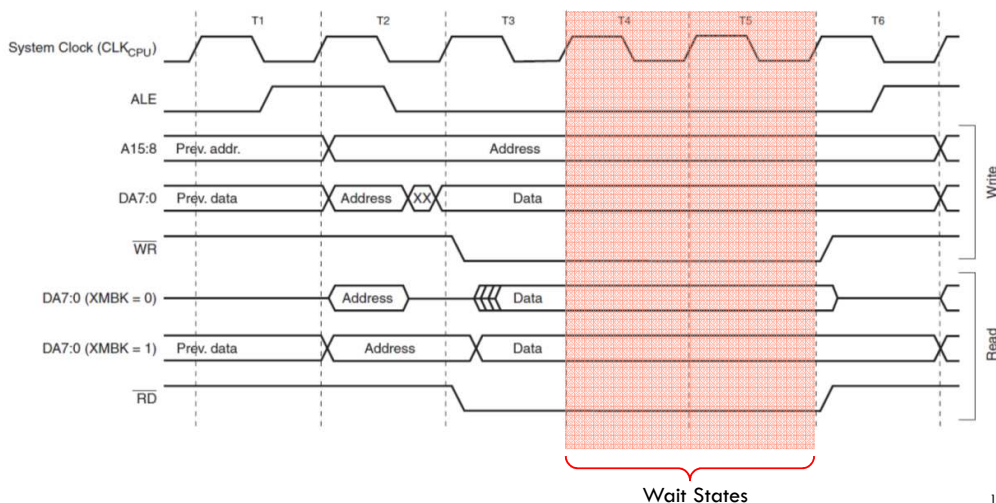 T1 T2 T3 T4 T5 T6
System Clock (CLKCPU)
ALE
A15:8 Prev. addr. Address
DA7:0 Prev. data Address XX Data
WR
Write
DA7:0 (XMBK = 0) Address Data
DA7:0 (XMBK = 1) Prev. data Address Data
RD
Read
Wait States
1